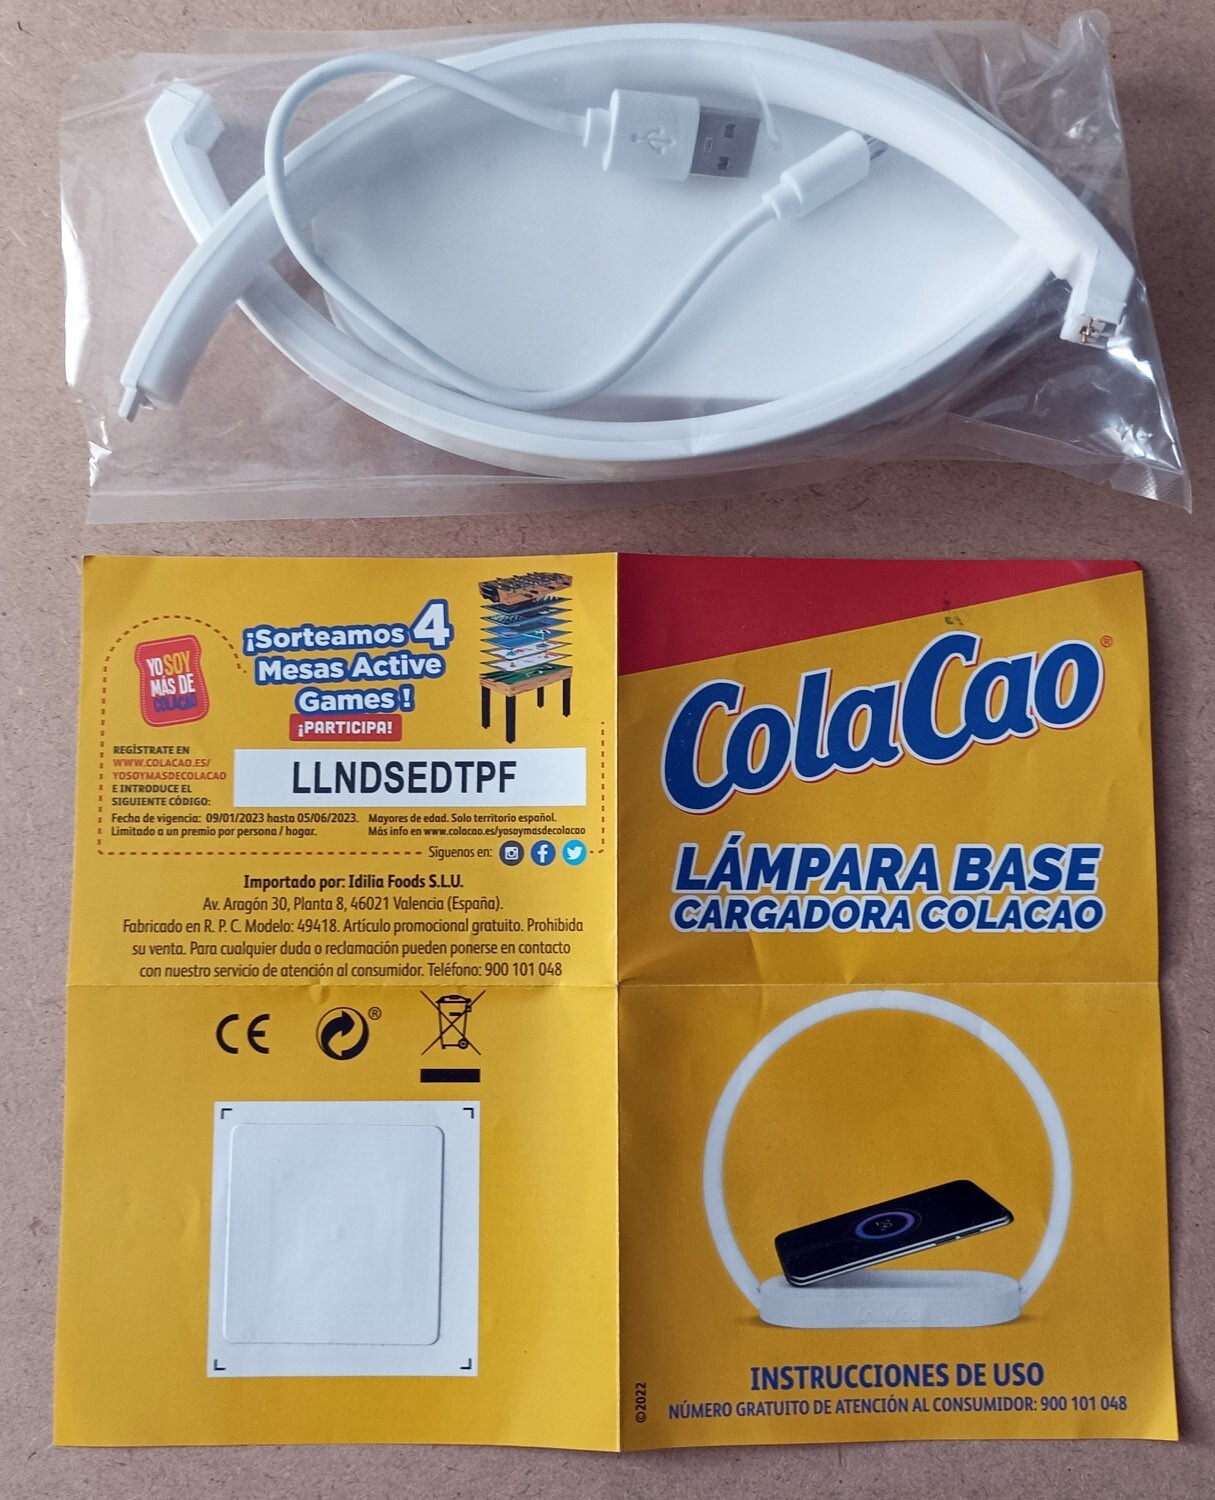 YO SOY
MÁS DE
COLACAO
¡Sorteamos 4
Mesas Active
Games!
¡PARTICIPA!
REGÍSTRATE EN
WWW.COLACAO.ES/
YOSOYMASDECOLACAO
E INTRODUCE EL
SIGUIENTE CÓDIGO:
LLNDSEDTPF
Fecha de vigencia: 09/01/2023 hasta 05/06/2023. Mayores de edad. Solo territorio español.
Limitado a un premio por persona / hogar. Más info en www.colacao.es/yosoymasdecolacao
Síguenos en:
Importado por: Idilia Foods S.L.U.
Av. Aragón 30, Planta 8, 46021 Valencia (España).
Fabricado en R. P. C. Modelo: 49418. Artículo promocional gratuito. Prohibida
su venta. Para cualquier duda o reclamación pueden ponerse en contacto
con nuestro servicio de atención al consumidor. Teléfono: 900 101 048
CE ®
ColaCao®
LÁMPARA BASE
CARGADORA COLACAO
ColaCao
INSTRUCCIONES DE USO
NÚMERO GRATUITO DE ATENCIÓN AL CONSUMIDOR: 900 101 048
©2022